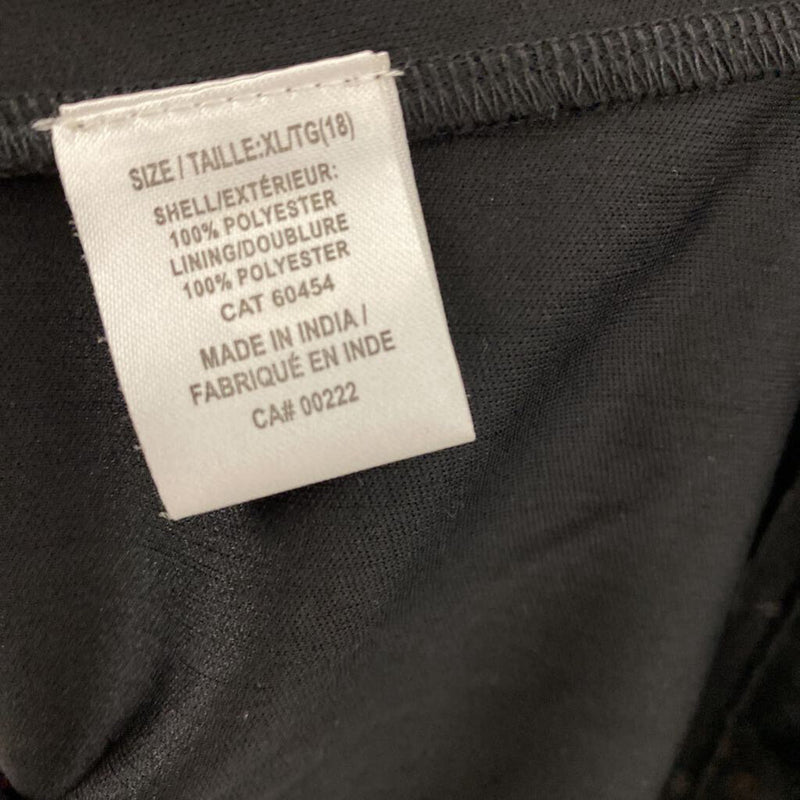 SIZE / TAILLE:XL/TG(18)
SHELL/EXTÉRIEUR:
100% POLYESTER
LINING/DOUBLURE
100% POLYESTER
CAT 60454
MADE IN INDIA /
FABRIQUÉ EN INDE
CA# 00222